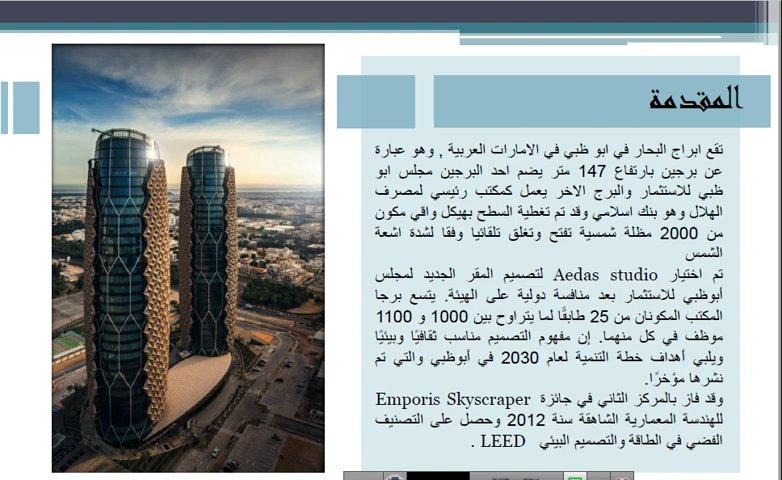 المقدمة
تقع ابراج البحار في ابو ظبي في الامارات العربية , وهو عبارة
عن برجين بارتفاع 147 متر يضم احد البرجين مجلس ابو
ظبي للاستثمار والبرج الاخر يعمل كمكتب رئيسي لمصرف
الهلال وهو بنك اسلامي وقد تم تغطية السطح بهيكل واقي مكون
من 2000 مظلة شمسية تفتح وتغلق تلقائيا وفقا لشدة اشعة
الشمس
تم اختيار Aedas studio لتصميم المقر الجديد لمجلس
أبوظبي للاستثمار بعد منافسة دولية على الهيئة. يتسع برجا
المكتب المكونان من 25 طابقًا لما يتراوح بين 1000 و 1100
موظف في كل منهما. إن مفهوم التصميم مناسب ثقافيًا وبيئيًا
ويلبي أهداف خطة التنمية لعام 2030 في أبوظبي والتي تم
نشرها مؤخرًا.
وقد فاز بالمركز الثاني في جائزة Emporis Skyscraper
للهندسة المعمارية الشاهقة سنة 2012 وحصل على التصنيف
الفضي في الطاقة والتصميم البيئي LEED .